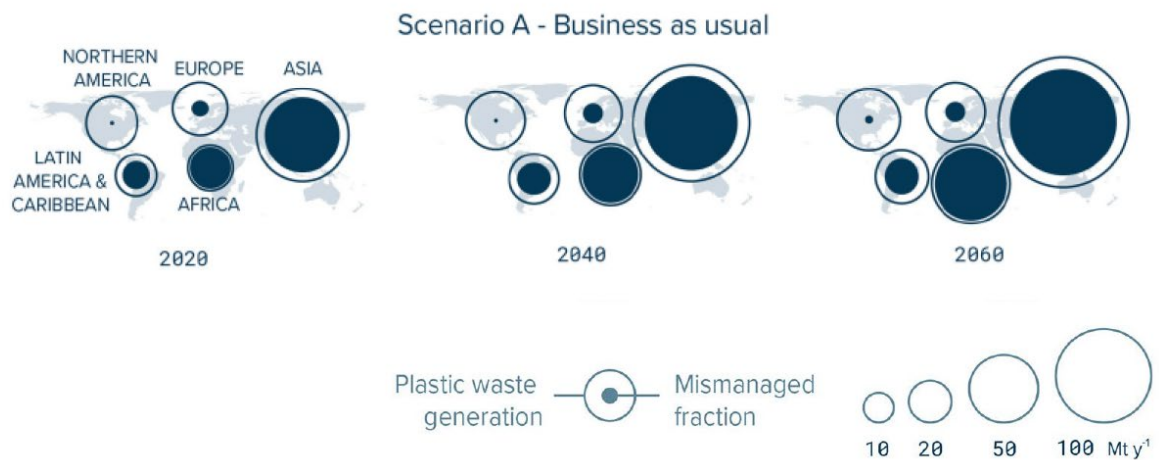 Scenario A - Business as usual
NORTHERN
AMERICA
EUROPE
ASIA
LATIN
AMERICA &
CARIBBEAN
AFRICA
2020
2040
2060
Plastic waste
generation
Mismanaged
fraction
10 20 50 100 Mt y⁻¹